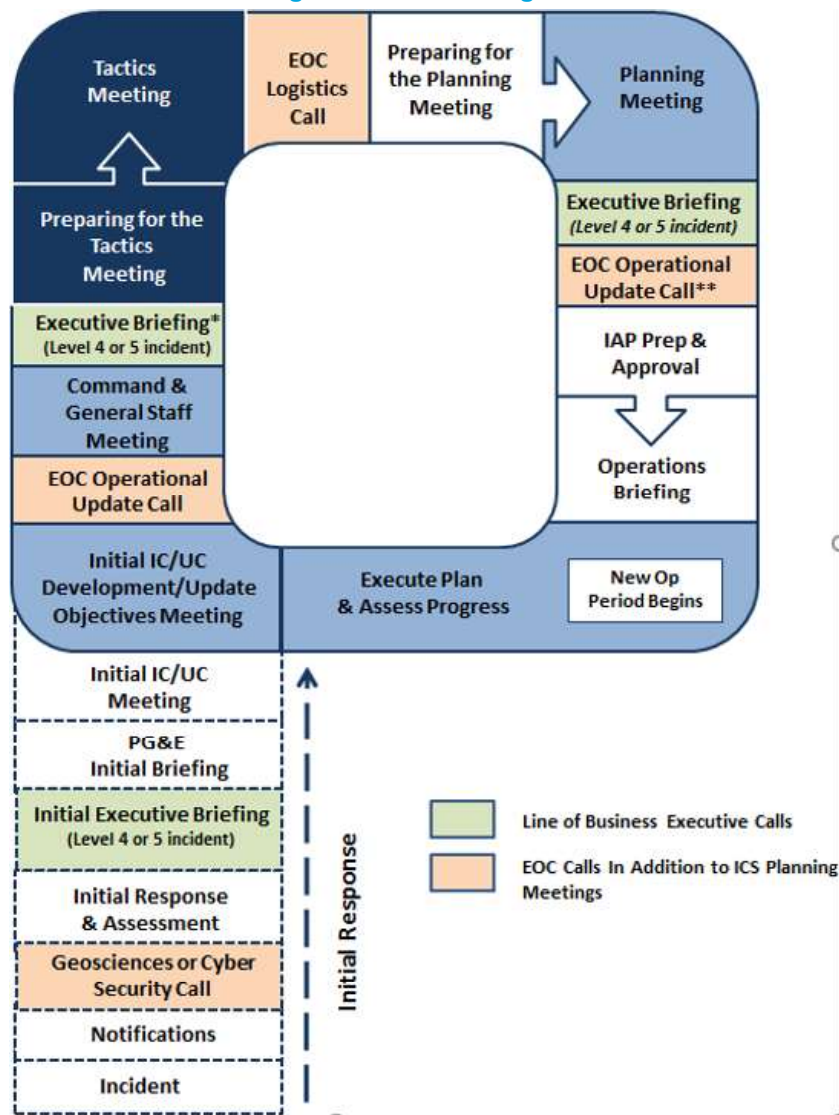 Tactics
Meeting
EOC
Logistics
Call
Preparing for
the Planning
Meeting
Planning
Meeting
Preparing for the
Tactics
Meeting
Executive Briefing
(Level 4 or 5 incident)
EOC Operational
Update Call**
Executive Briefing*
(Level 4 or 5 incident)
IAP Prep &
Approval
Command &
General Staff
Meeting
Operations
Briefing
EOC Operational
Update Call
Initial IC/UC
Development/Update
Objectives Meeting
Execute Plan
& Assess Progress
New Op
Period Begins
Initial IC/UC
Meeting
PG&E
Initial Briefing
Initial Executive Briefing
(Level 4 or 5 incident)
Initial Response
& Assessment
Geosciences or Cyber
Security Call
Notifications
Incident
Initial Response
Line of Business Executive Calls
EOC Calls In Addition to ICS Planning
Meetings